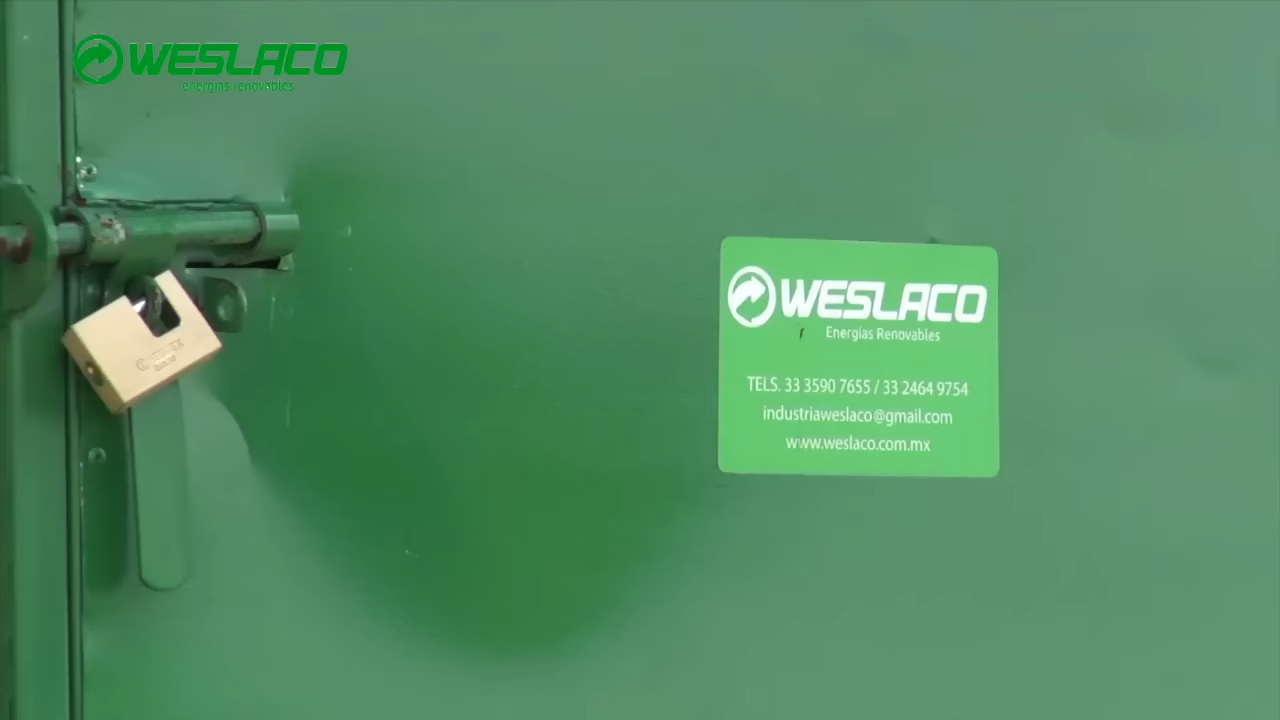 WESLACO
energías renovables
WESLACO
Energías Renovables
TELS. 33 3590 7655 / 33 2464 9754
industriaweslaco@gmail.com
www.weslaco.com.mx